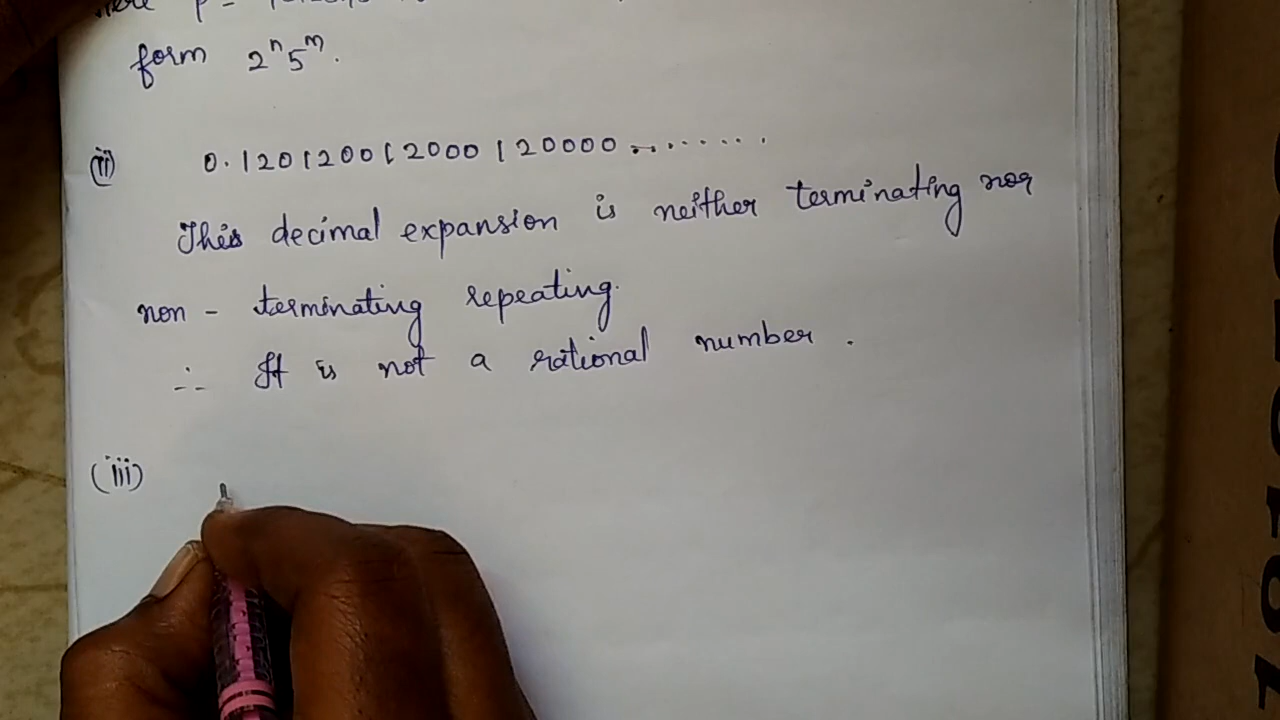 form 2ⁿ5ᵐ.
(ii) 0.120120012000120000.........
This decimal expansion is neither terminating nor
non - terminating repeating.
∴ It is not a rational number.
(iii)